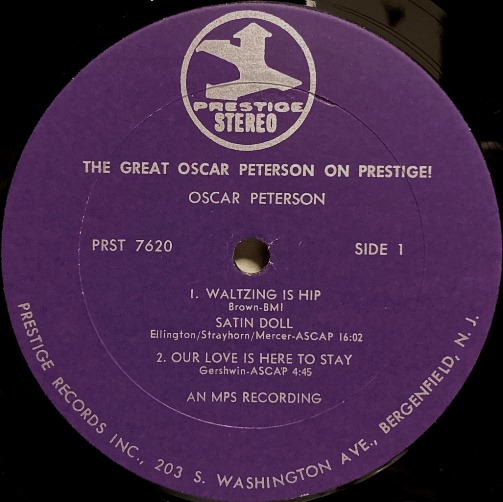 PRESTIGE
STEREO
THE GREAT OSCAR PETERSON ON PRESTIGE!
OSCAR PETERSON
PRST 7620
SIDE 1
1. WALTZING IS HIP
Brown-BMI
SATIN DOLL
Ellington/Strayhorn/Mercer-ASCAP 16:02
2. OUR LOVE IS HERE TO STAY
Gershwin-ASCAP 4:45
AN MPS RECORDING
PRESTIGE RECORDS INC., 203 S. WASHINGTON AVE., BERGENFIELD, N. J.